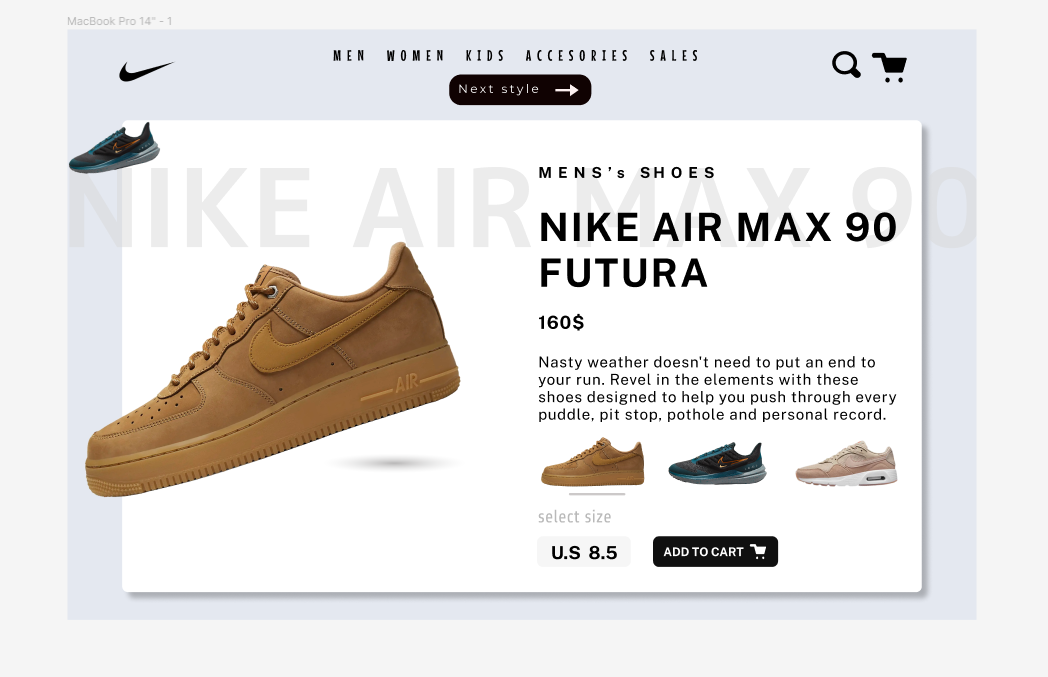 MacBook Pro 14" - 1
MEN WOMEN KIDS ACCESORIES SALES
Next style
NIKE AIR MAX 90
MENS's SHOES
NIKE AIR MAX 90
FUTURA
160$
Nasty weather doesn't need to put an end to
your run. Revel in the elements with these
shoes designed to help you push through every
puddle, pit stop, pothole and personal record.
AIR
select size
U.S 8.5
ADD TO CART